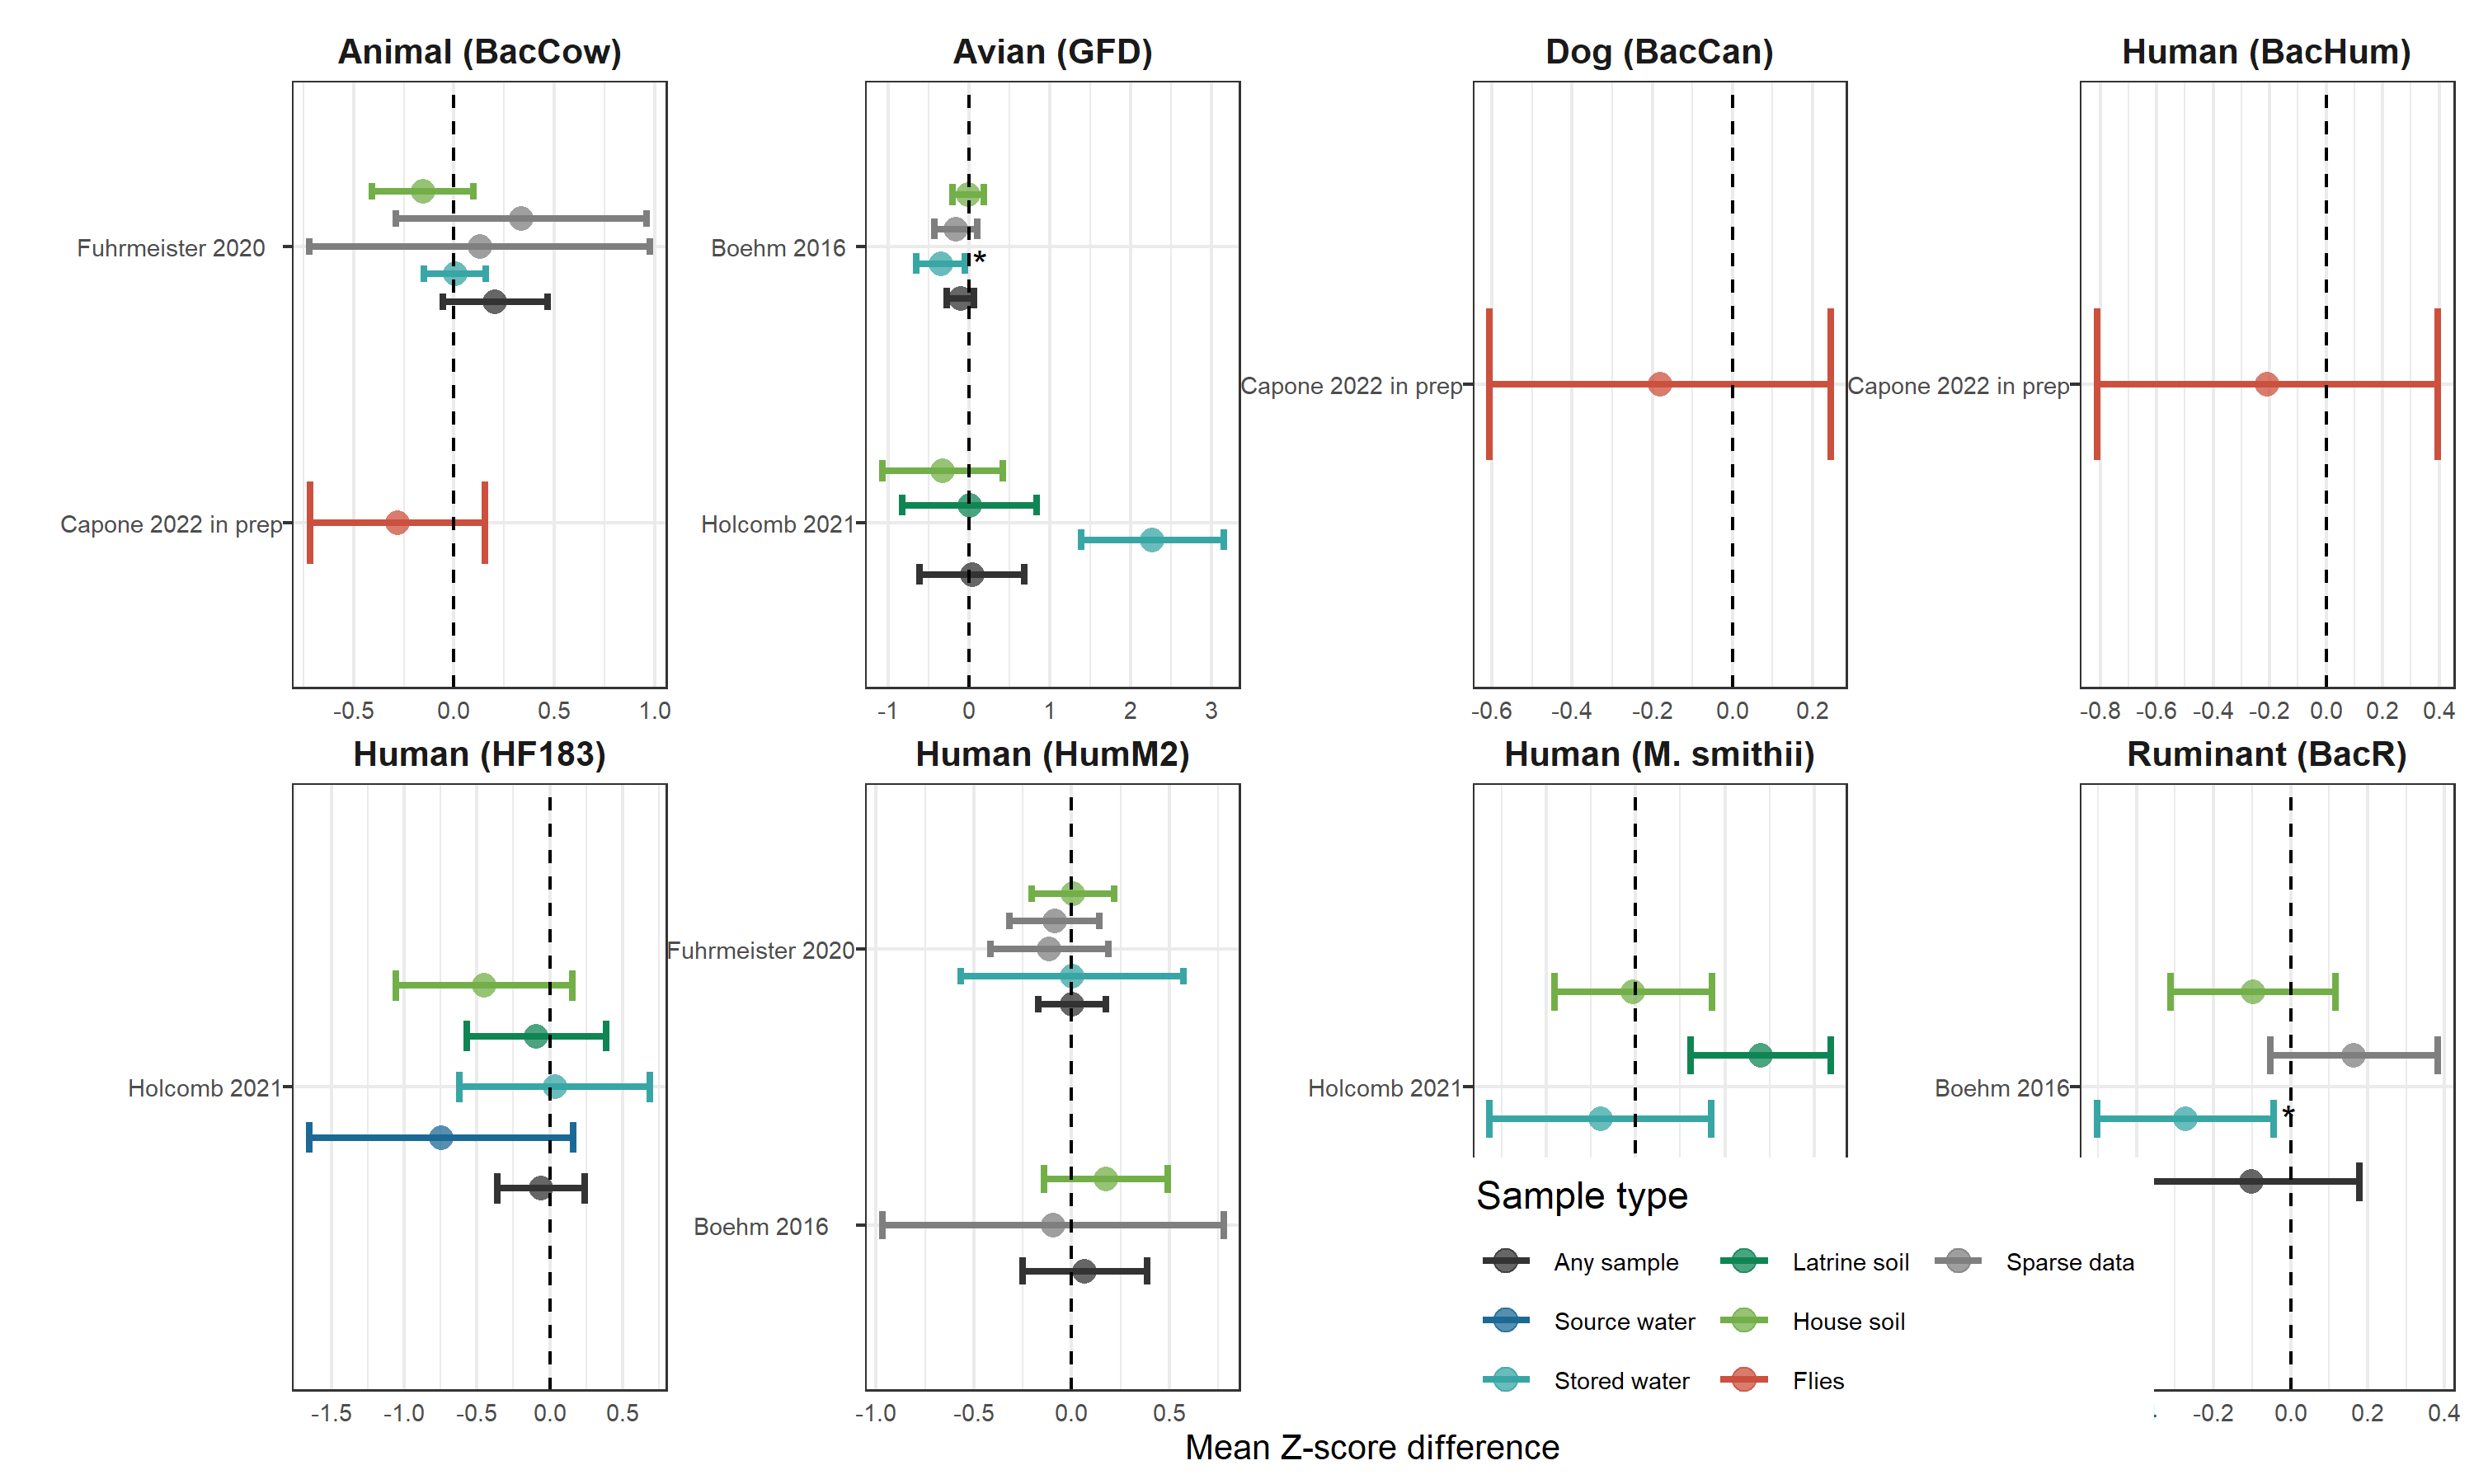 Animal (BacCow)
Avian (GFD)
Dog (BacCan)
Human (BacHum)
Fuhrmeister 2020
Capone 2022 in prep
-0.5 0.0 0.5 1.0
Boehm 2016
*
Holcomb 2021
-1 0 1 2 3
Capone 2022 in prep
-0.6 -0.4 -0.2 0.0 0.2
Capone 2022 in prep
-0.8 -0.6 -0.4 -0.2 0.0 0.2 0.4
Human (HF183)
Human (HumM2)
Human (M. smithii)
Ruminant (BacR)
Holcomb 2021
-1.5 -1.0 -0.5 0.0 0.5
Fuhrmeister 2020
Boehm 2016
-1.0 -0.5 0.0 0.5
Holcomb 2021
Boehm 2016
*
-0.2 0.0 0.2 0.4
Sample type
Any sample
Latrine soil
Sparse data
Source water
House soil
Stored water
Flies
Mean Z-score difference